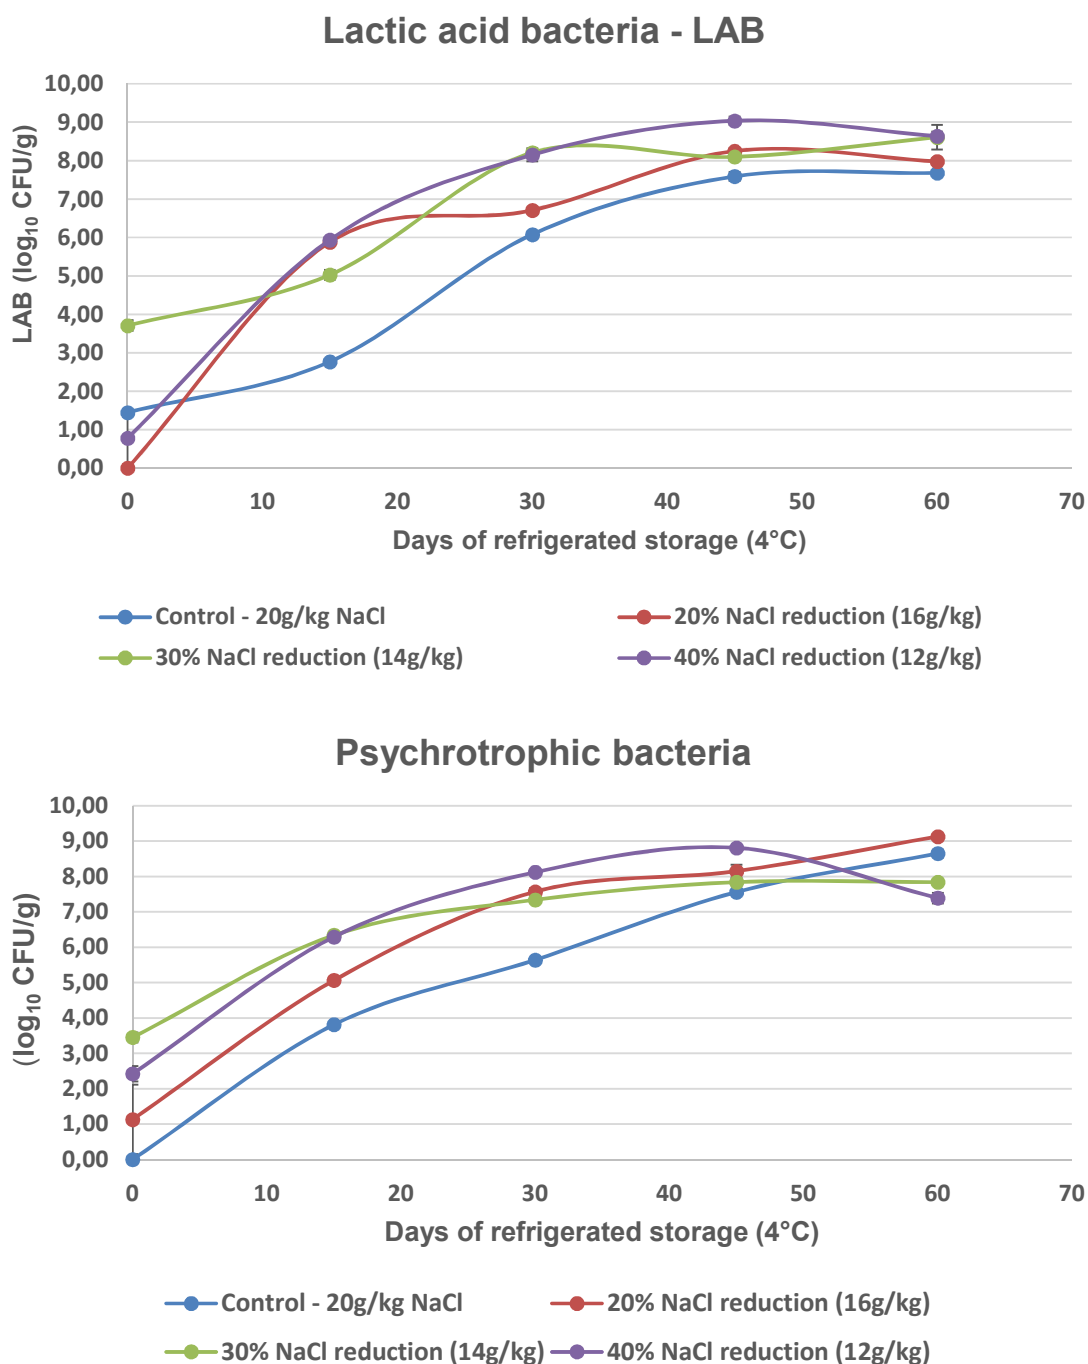 Lactic acid bacteria - LAB
10,00
9,00
8,00
7,00
6,00
5,00
4,00
3,00
2,00
1,00
0,00
LAB (log₁₀ CFU/g)
0 10 20 30 40 50 60 70
Days of refrigerated storage (4°C)
Control - 20g/kg NaCl 20% NaCl reduction (16g/kg)
30% NaCl reduction (14g/kg) 40% NaCl reduction (12g/kg)
Psychrotrophic bacteria
10,00
9,00
8,00
7,00
6,00
5,00
4,00
3,00
2,00
1,00
0,00
(log₁₀ CFU/g)
0 10 20 30 40 50 60 70
Days of refrigerated storage (4°C)
Control - 20g/kg NaCl 20% NaCl reduction (16g/kg)
30% NaCl reduction (14g/kg) 40% NaCl reduction (12g/kg)